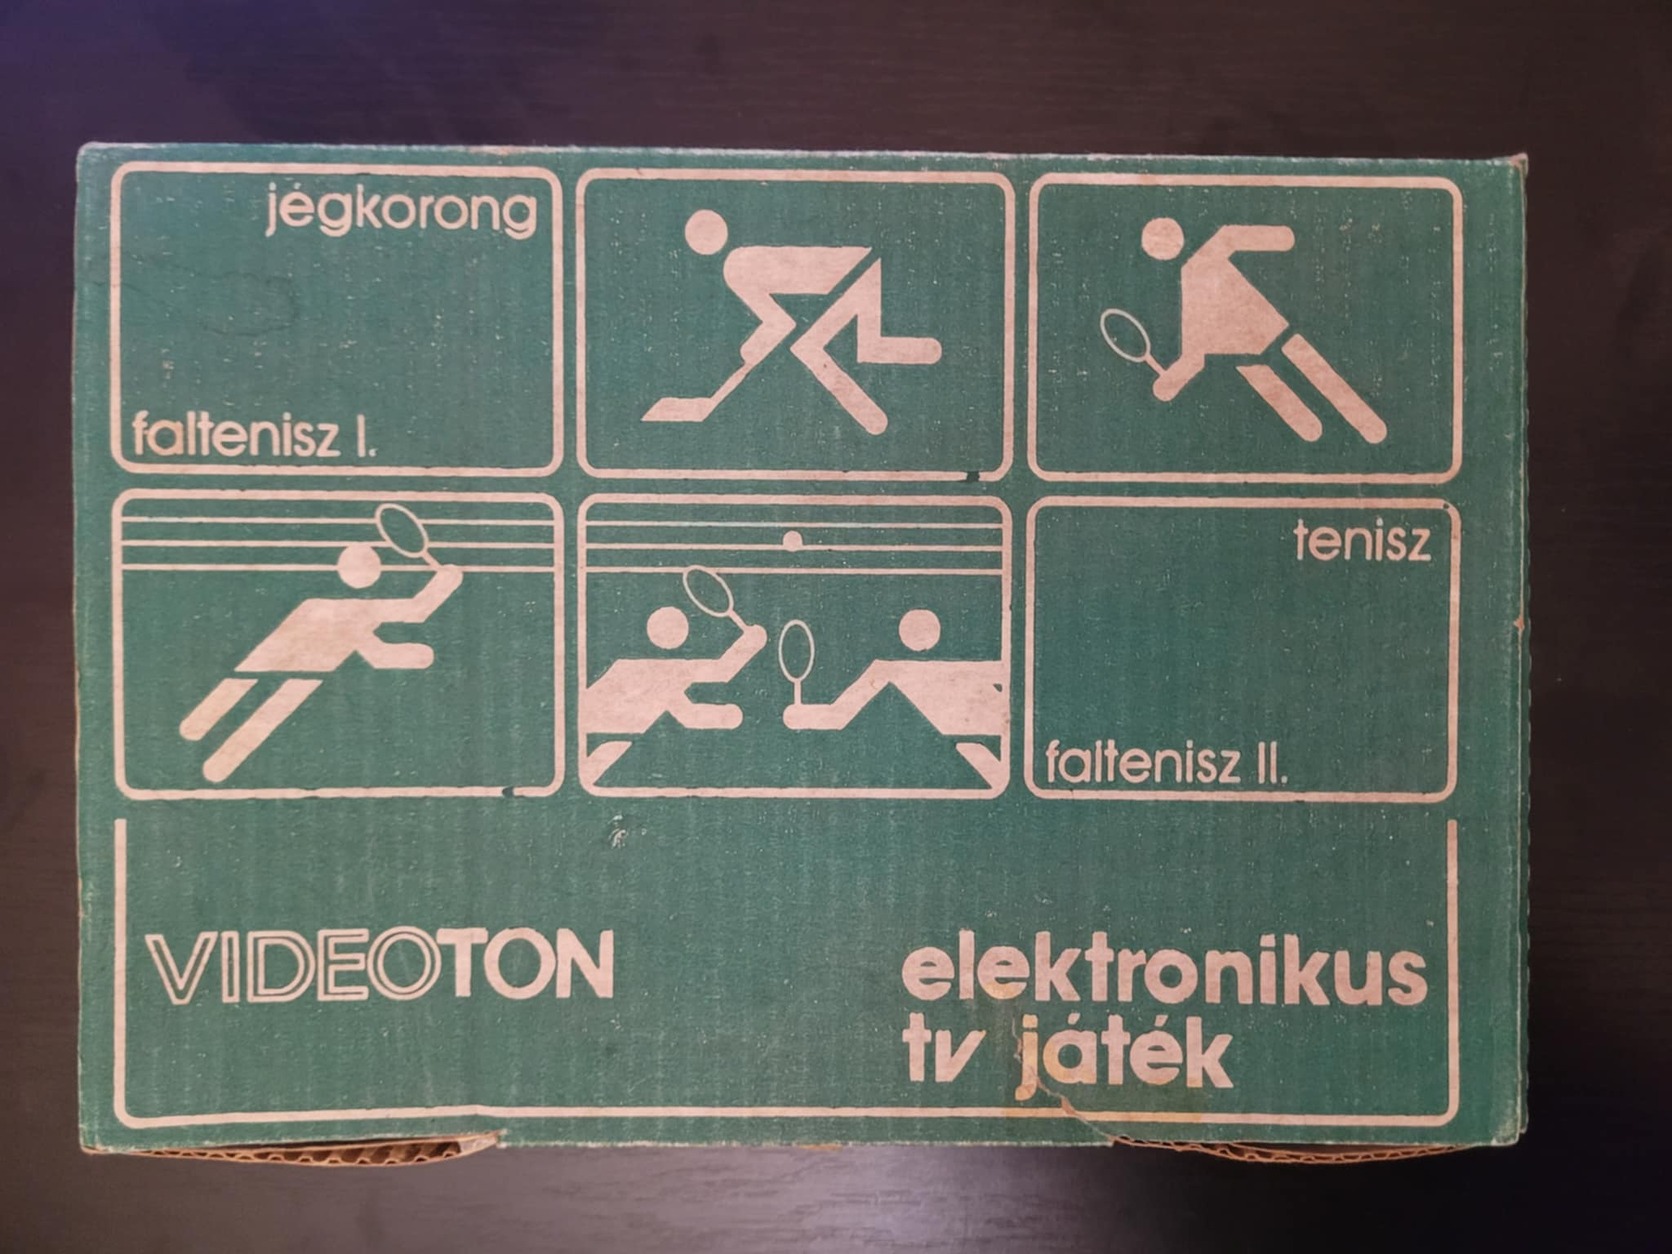 jégkorong
faltenisz I.
tenisz
faltenisz II.
VIDEOTON
elektronikus
tv játék